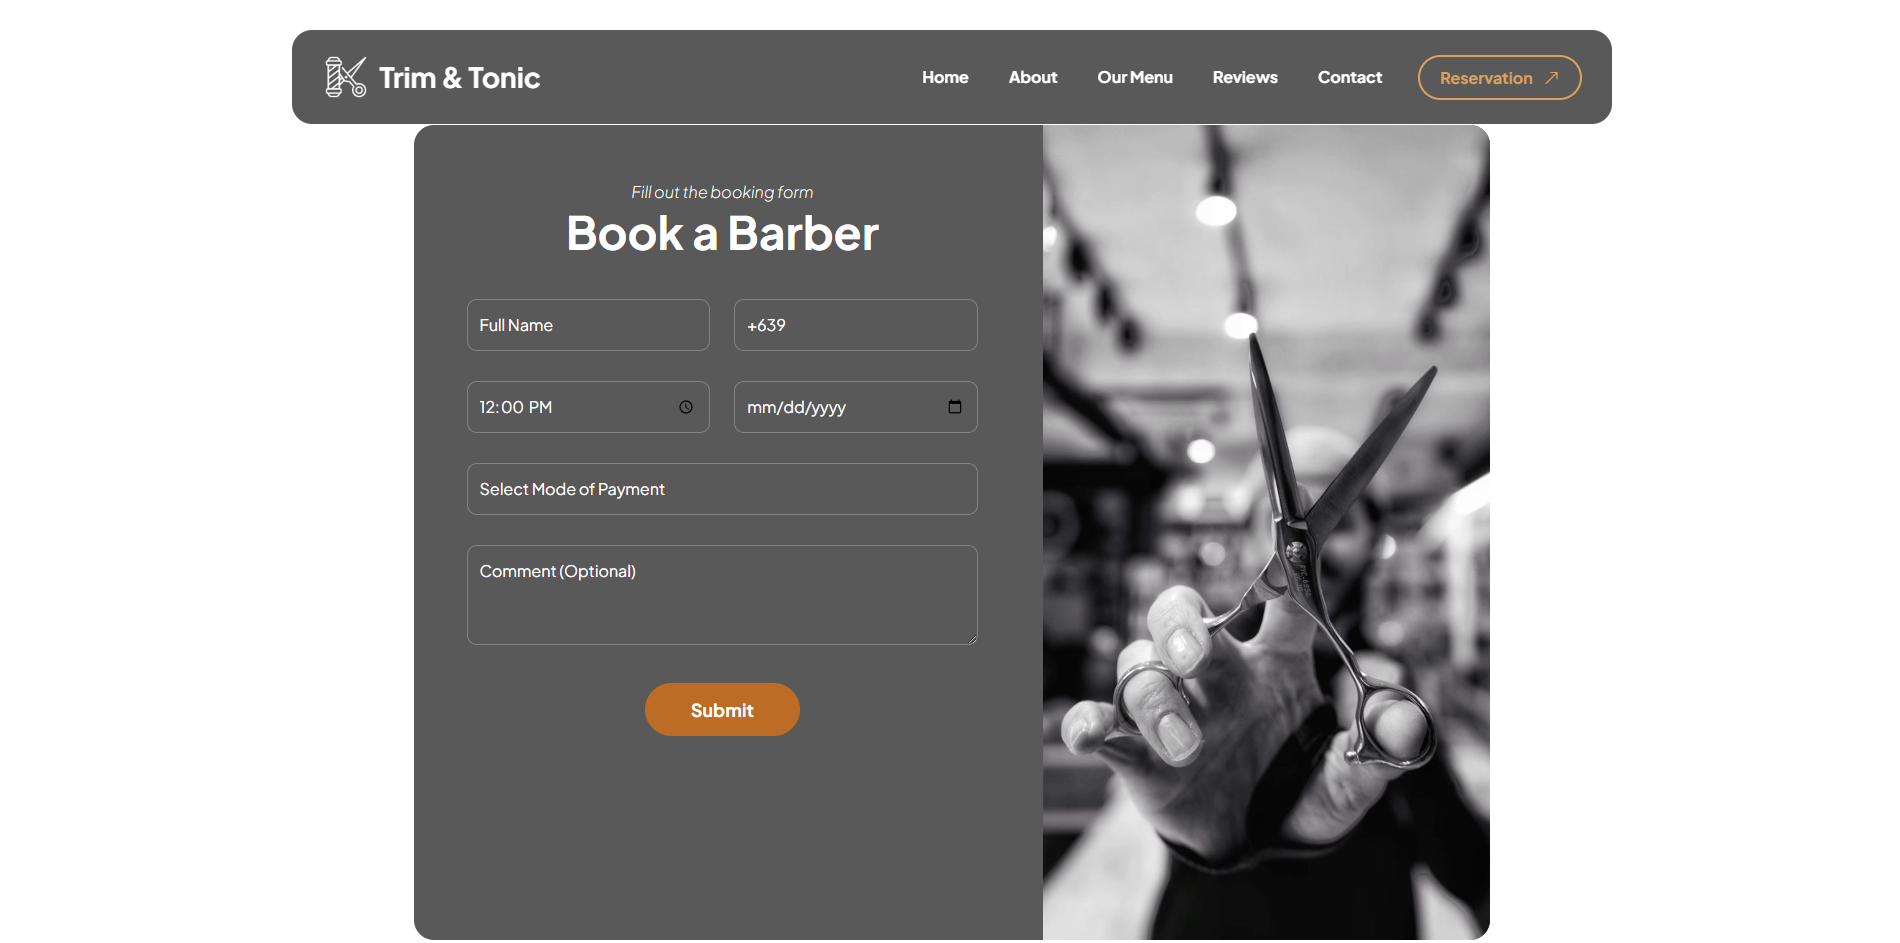 Trim & Tonic
Home About Our Menu Reviews Contact Reservation
Fill out the booking form
Book a Barber
Full Name +639
12:00 PM mm/dd/yyyy
Select Mode of Payment
Comment (Optional)
Submit